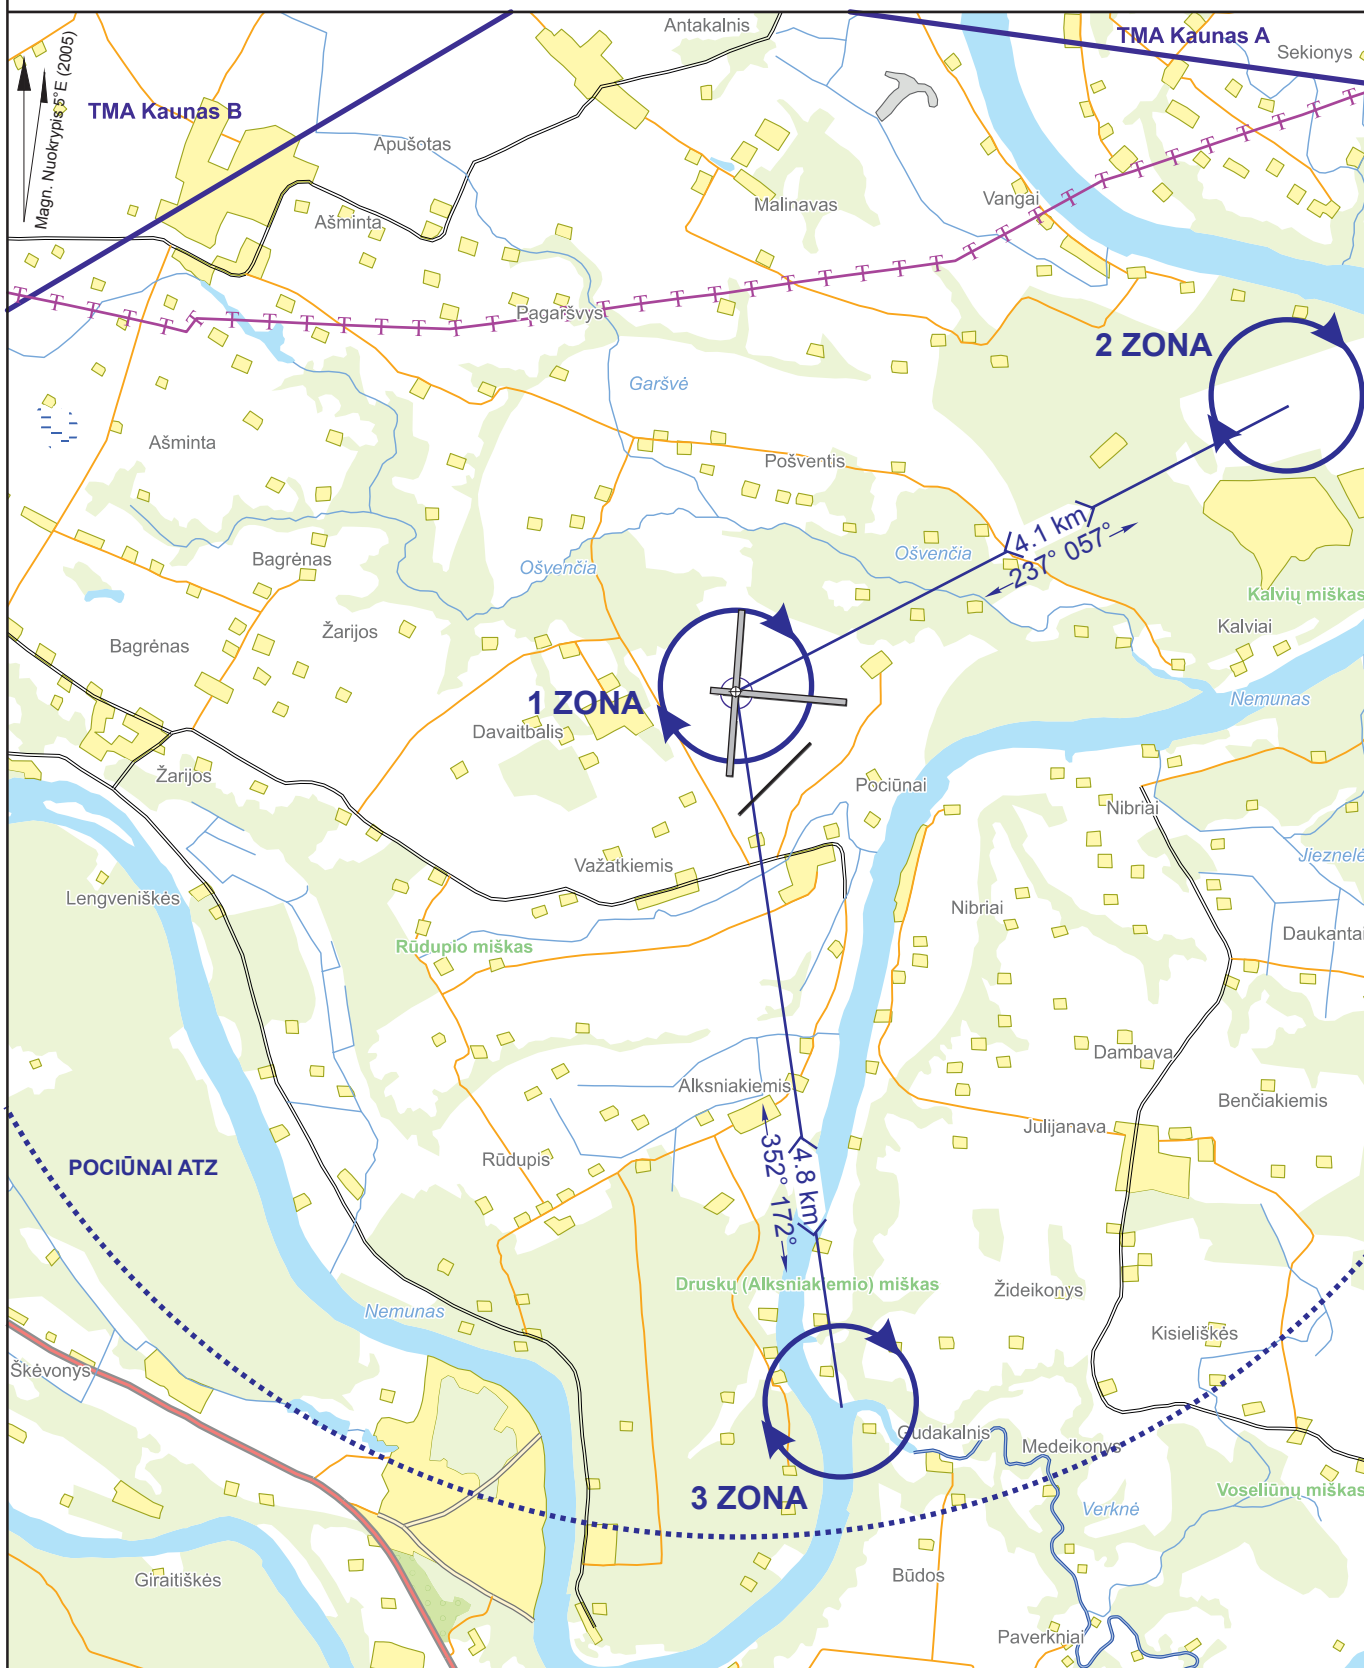 Antakalnis
TMA Kaunas A
Sekionys
Magn. Nuokrypis 5°E (2005)
TMA Kaunas B
Apušotas
Malinavas
Vangai
Ašminta
T T T T T T T T T T T T T T T T T T T T T T T T T T T T T T T T T T T T
Pagaršvys
2 ZONA
Garšvė
Ašminta
Pošventis
4.1 km
237° 057°
Bagrėnas
Ošvenčia
Ošvenčia
Kalvių miškas
Žarijos
Kalviai
Bagrėnas
1 ZONA
Nemunas
Davaitbalis
Žarijos
Pociūnai
Nibriai
Važatkiemis
Jieznelė
Lengveniškės
Nibriai
Rūdupio miškas
Daukantai
Dambava
Alksniakiemis
Benčiakiemis
Julijanava
POCIŪNAI ATZ
Rūdupis
4.8 km
352° 172°
Druskų (Alksniakiemio) miškas
Žideikonys
Nemunas
Kisieliškės
Škėvonys
Gudakalnis
Medeikonys
3 ZONA
Voseliūnų miškas
Verknė
Giraitiškės
Būdos
Paverkniai